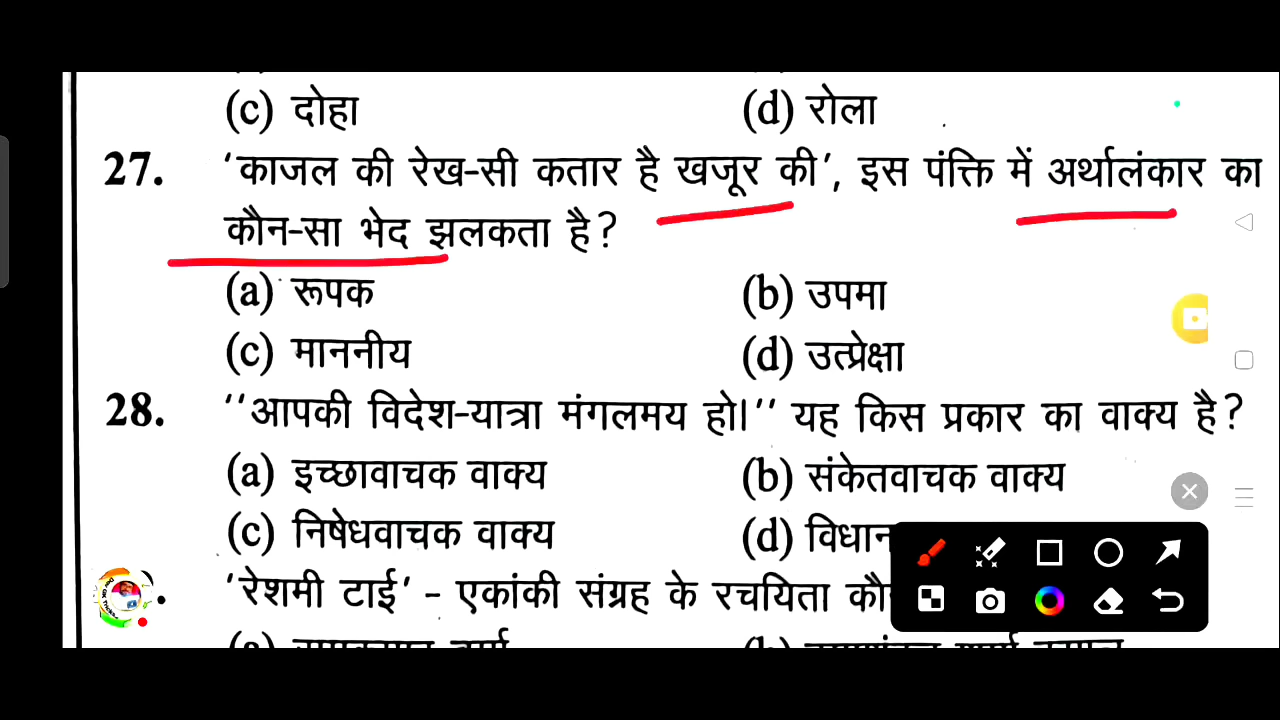 (c) दोहा (d) रोला
27. 'काजल की रेख-सी कतार है खजूर की', इस पंक्ति में अर्थालंकार का
कौन-सा भेद झलकता है?
(a) रूपक (b) उपमा
(c) माननीय (d) उत्प्रेक्षा
28. ''आपकी विदेश-यात्रा मंगलमय हो।'' यह किस प्रकार का वाक्य है?
(a) इच्छावाचक वाक्य (b) संकेतवाचक वाक्य
(c) निषेधवाचक वाक्य (d) विधान
'रेशमी टाई' - एकांकी संग्रह के रचयिता